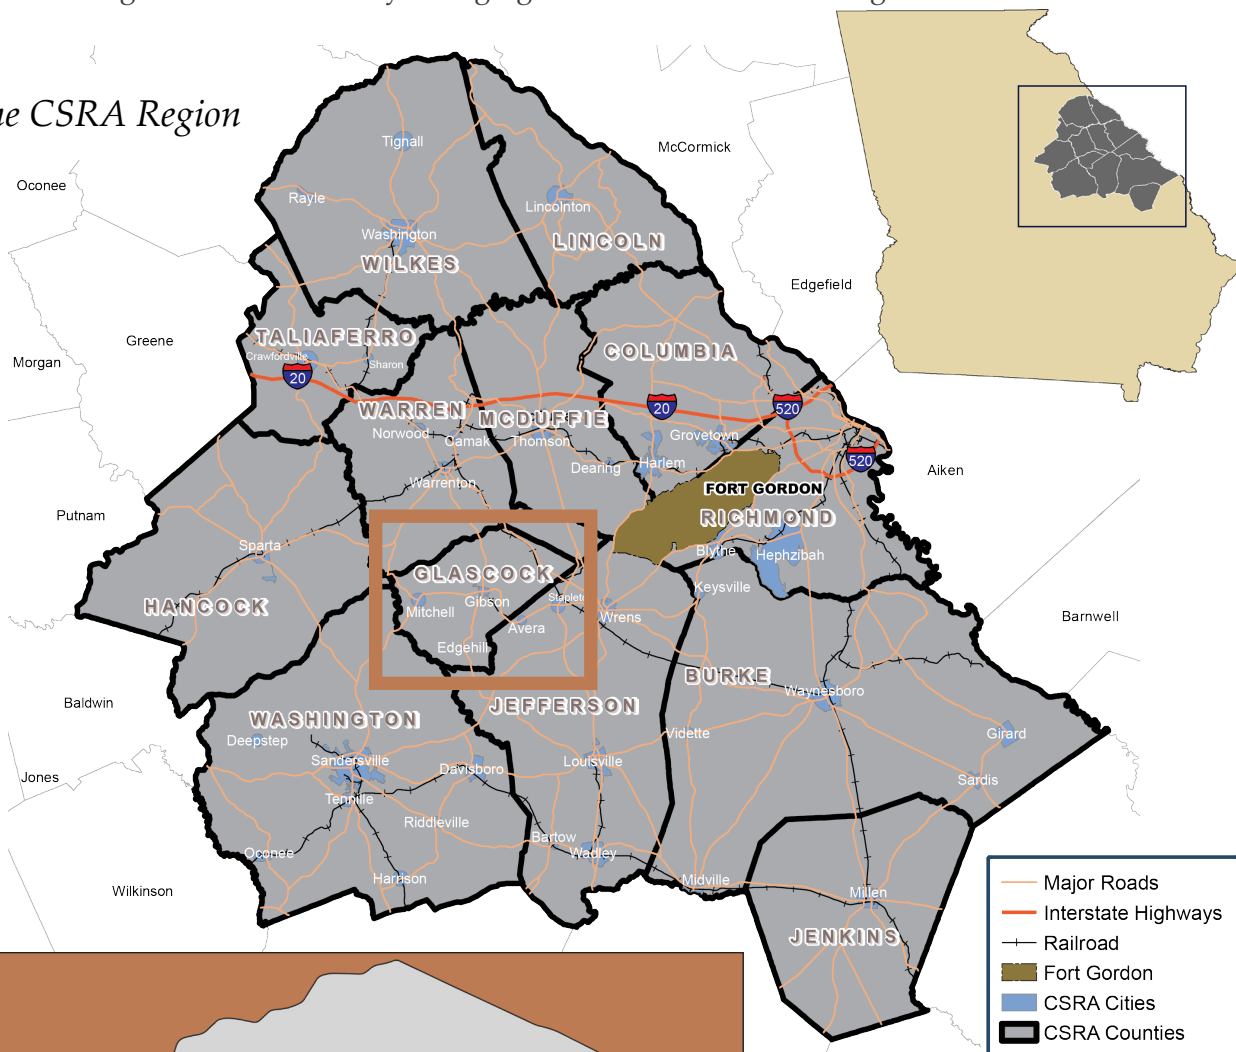 he CSRA Region
McCormick
Oconee
Tignall
Rayle
Lincolnton
Washington
LINCOLN
WILKES
Edgefield
Greene
TALIAFERRO
Morgan
Crawfordville
Sharon
COLUMBIA
20
20
520
WARREN
MCDUFFIE
Norwood
Camak
Thomson
Grovetown
Dearing
Harlem
520
Aiken
Warrenton
FORT GORDON
Putnam
RICHMOND
Sparta
Blythe
Hephzibah
GLASCOCK
Keysville
HANCOCK
Mitchell
Gibson
Stapleton
Wrens
Barnwell
Avera
Edgehill
BURKE
Waynesboro
Baldwin
JEFFERSON
WASHINGTON
Deepstep
Vidette
Girard
Sandersville
Davisboro
Louisville
Jones
Sardis
Tennille
Riddleville
Bartow
Oconee
Wadley
Harrison
Midville
Millen
Wilkinson
JENKINS
Major Roads
Interstate Highways
Railroad
Fort Gordon
CSRA Cities
CSRA Counties